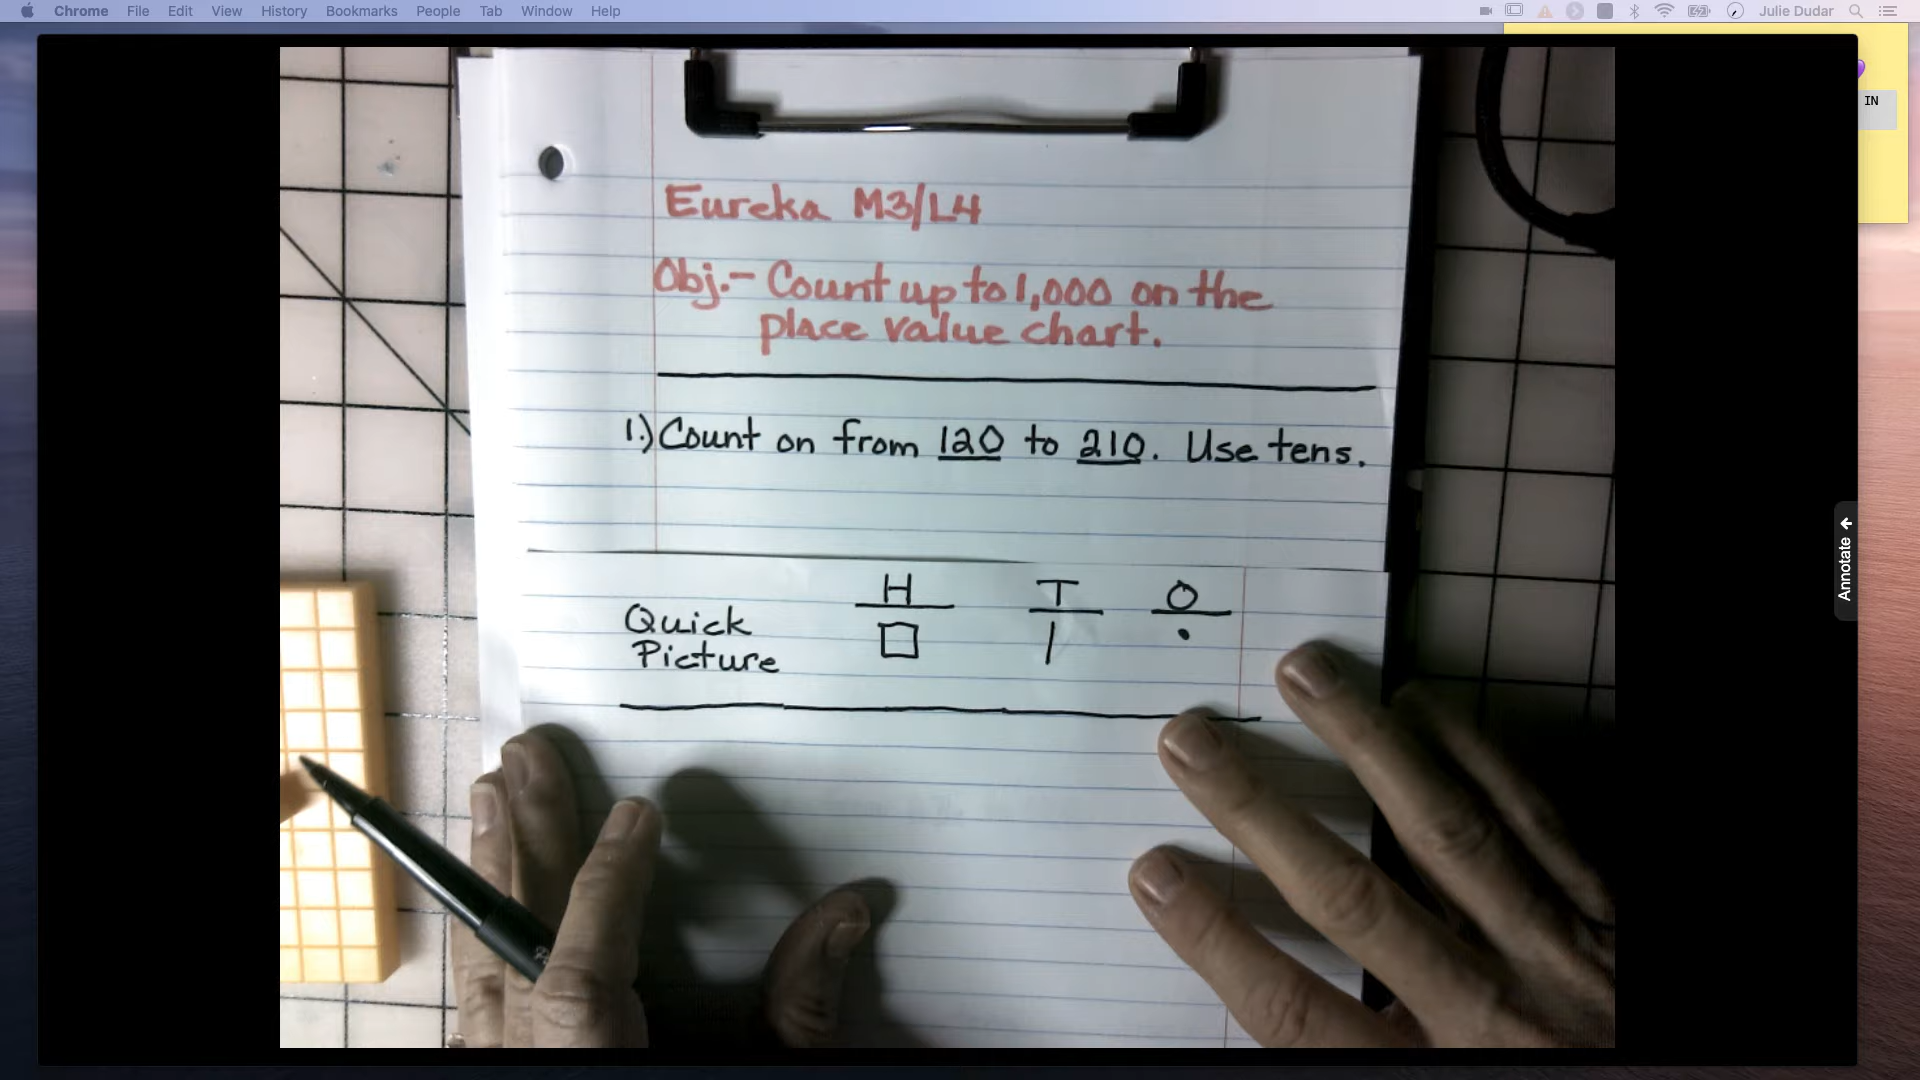 Chrome File Edit View History Bookmarks People Tab Window Help Julie Dudar
IN
Eureka M3/L4
Obj.- Count up to 1,000 on the
place value chart.
1.) Count on from 120 to 210. Use tens.
H T O
Quick
Picture
Annotate